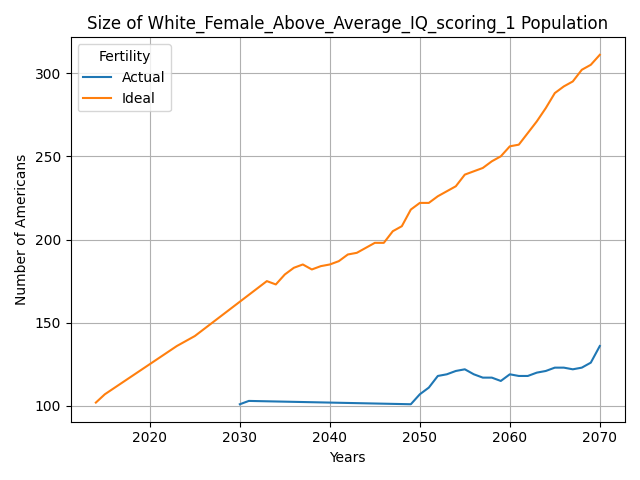 Size of White_Female_Above_Average_IQ_scoring_1 Population
Fertility
Actual
Ideal
Number of Americans
300
250
200
150
100
2020 2030 2040 2050 2060 2070
Years